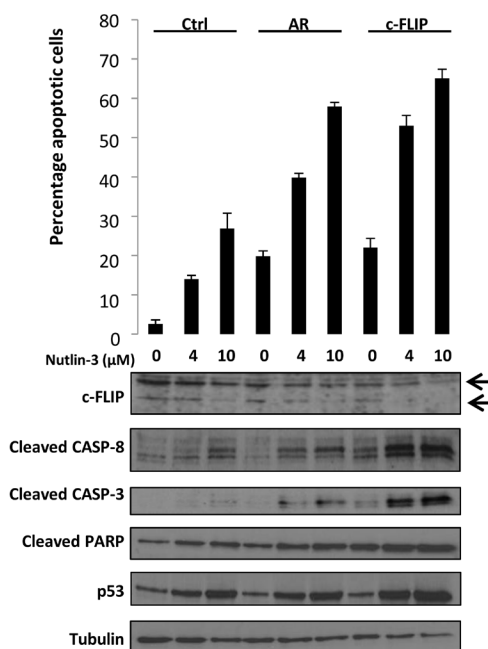 Ctrl AR c-FLIP
Percentage apoptotic cells
80
70
60
50
40
30
20
10
0
Nutlin-3 (μM) 0 4 10 0 4 10 0 4 10
c-FLIP
Cleaved CASP-8
Cleaved CASP-3
Cleaved PARP
p53
Tubulin